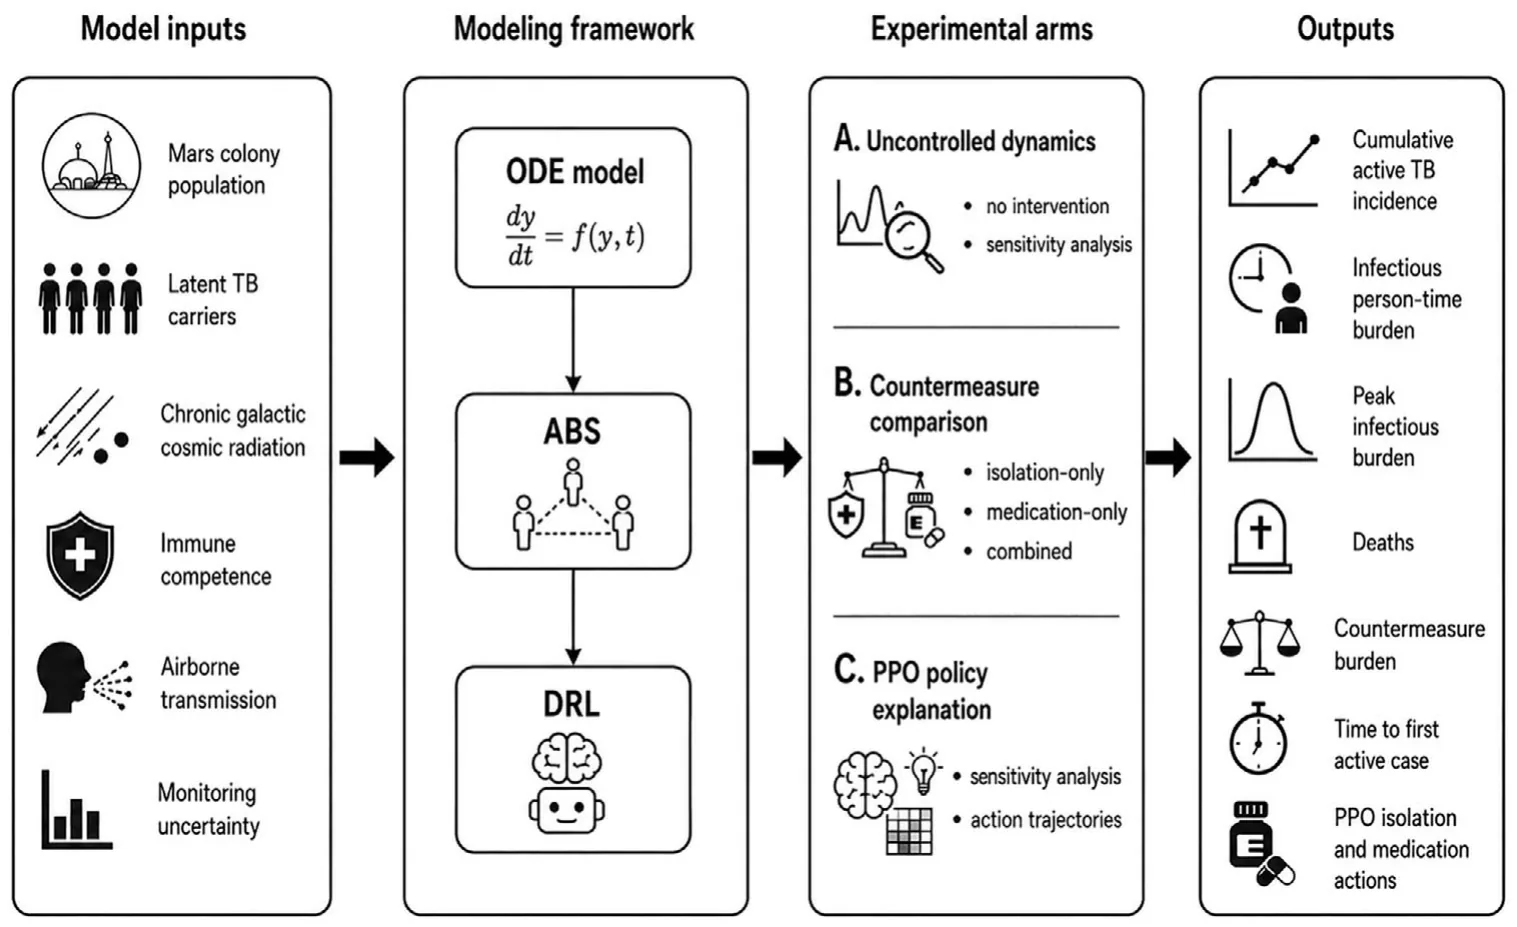 Model inputs
Mars colony
population
Latent TB
carriers
Chronic galactic
cosmic radiation
Immune
competence
Airborne
transmission
Monitoring
uncertainty
Modeling framework
ODE model
dy/dt = f(y, t)
ABS
DRL
Experimental arms
A. Uncontrolled dynamics
• no intervention
• sensitivity analysis
B. Countermeasure
comparison
E
• isolation-only
• medication-only
• combined
C. PPO policy
explanation
• sensitivity analysis
• action trajectories
Outputs
Cumulative
active TB
incidence
Infectious
person-time
burden
Peak
infectious
burden
Deaths
Countermeasure
burden
Time to first
active case
E
PPO isolation
and medication
actions